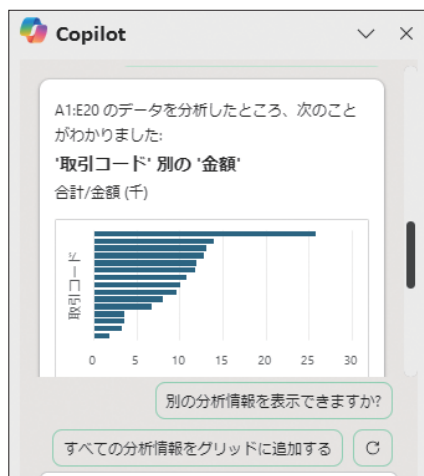 Copilot
A1:E20 のデータを分析したところ、次のこと
がわかりました:
'取引コード' 別の '金額'
合計/金額 (千)
取引コード
0 5 10 15 20 25 30
別の分析情報を表示できますか?
すべての分析情報をグリッドに追加する